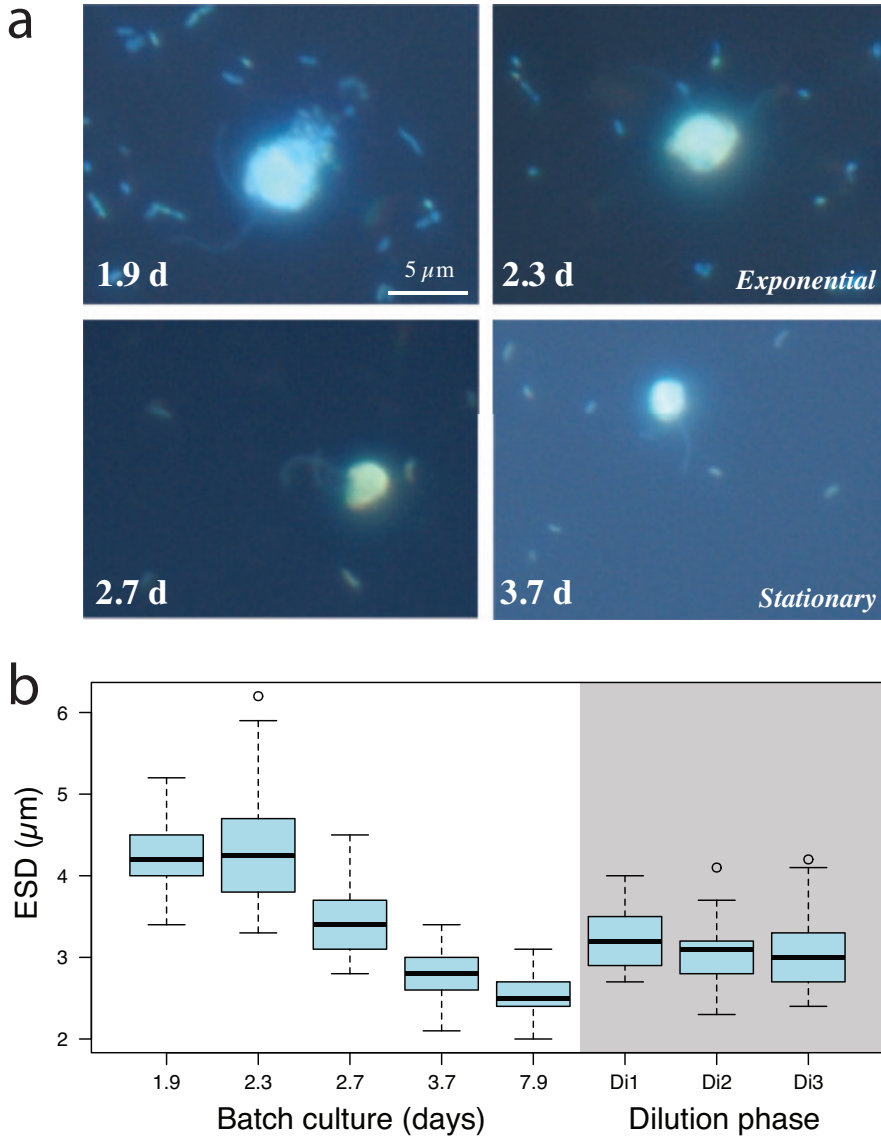 a
1.9 d
5 µm
2.3 d
Exponential
2.7 d
3.7 d
Stationary
b
ESD (µm)
6
5
4
3
2
1.9 2.3 2.7 3.7 7.9 Di1 Di2 Di3
Batch culture (days) Dilution phase